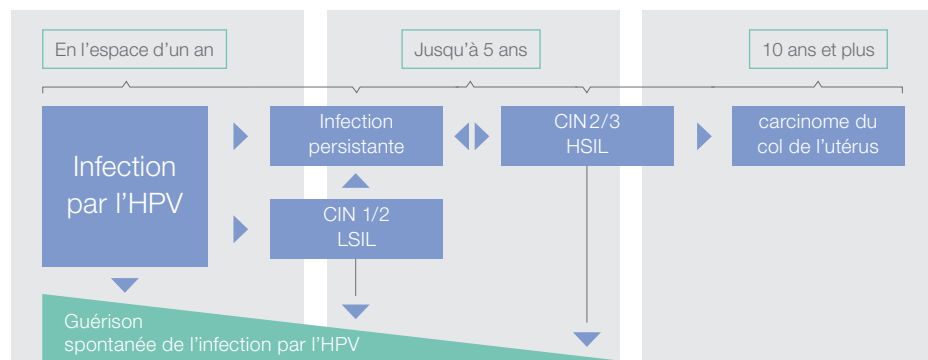 En l'espace d'un an
Jusqu'à 5 ans
10 ans et plus
Infection
par l'HPV
Infection
persistante
CIN 2/3
HSIL
carcinome du
col de l'utérus
CIN 1/2
LSIL
Guérison
spontanée de l'infection par l'HPV